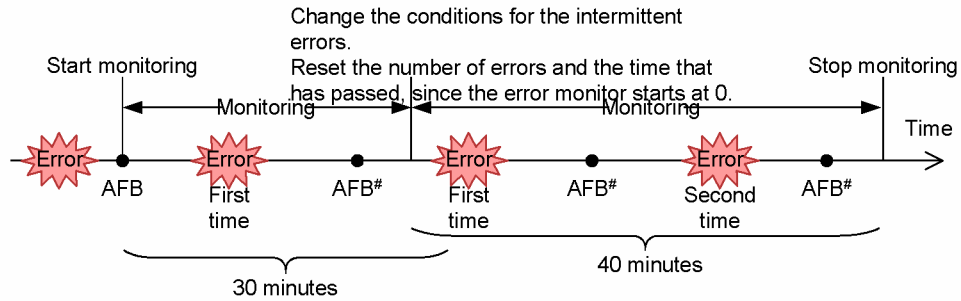 Change the conditions for the intermittent
errors.
Reset the number of errors and the time that
has passed, since the error monitor starts at 0.
Start monitoring
Stop monitoring
Monitoring
Monitoring
Time
Error
Error
Error
Error
AFB
First
time
AFB#
First
time
AFB#
Second
time
AFB#
30 minutes
40 minutes